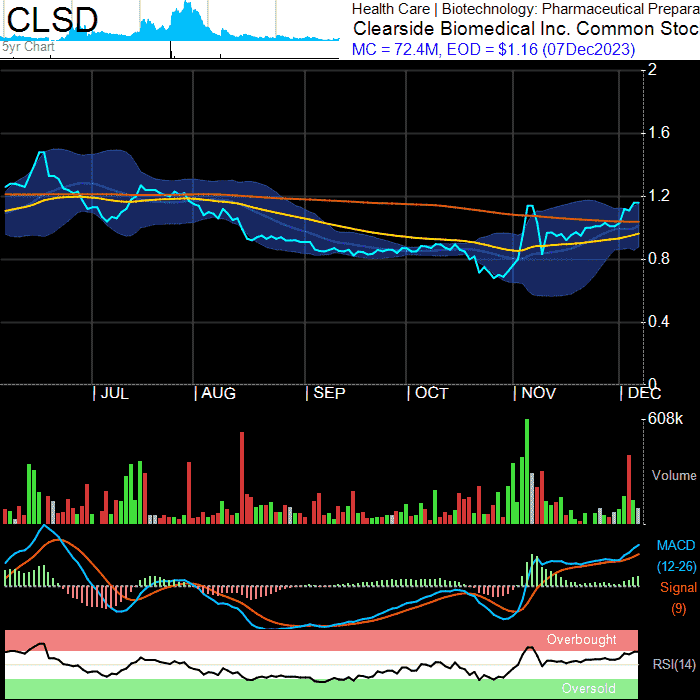 CLSD
5yr Chart
Health Care | Biotechnology: Pharmaceutical Prepara
Clearside Biomedical Inc. Common Stoc
MC = 72.4M, EOD = $1.16 (07Dec2023)
2
1.6
1.2
0.8
0.4
0
JUL AUG SEP OCT NOV DEC
608k
Volume
MACD
(12-26)
Signal
(9)
Overbought
RSI(14)
Oversold